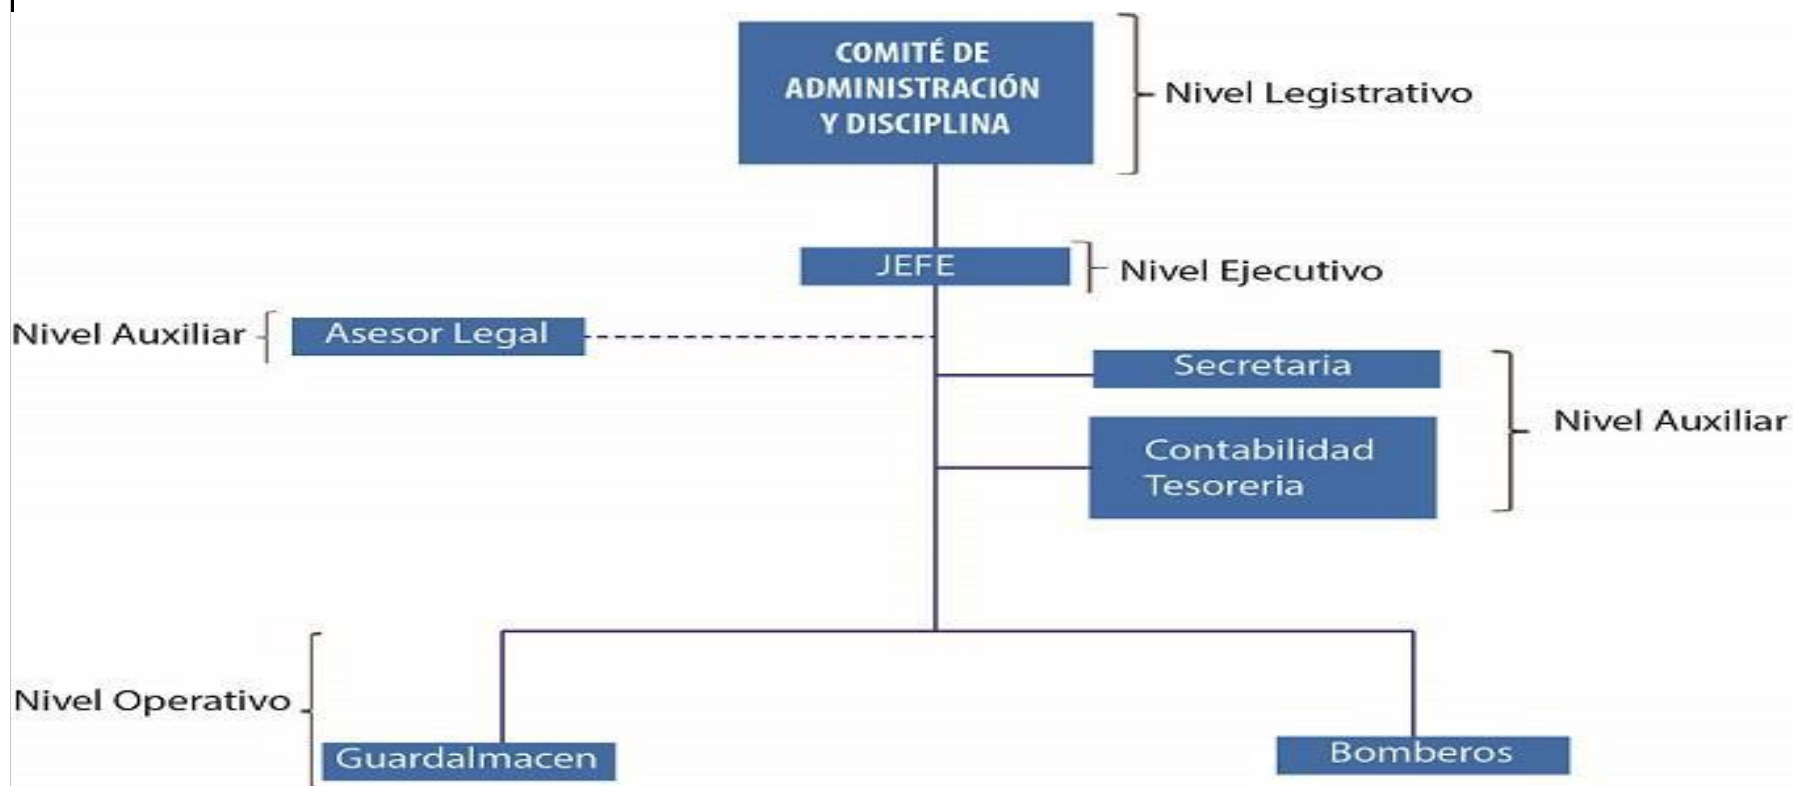 COMITÉ DE
ADMINISTRACIÓN
Y DISCIPLINA
Nivel Legistrativo
JEFE
Nivel Ejecutivo
Nivel Auxiliar
Asesor Legal
Secretaria
Contabilidad
Tesoreria
Nivel Auxiliar
Nivel Operativo
Guardalmacen
Bomberos